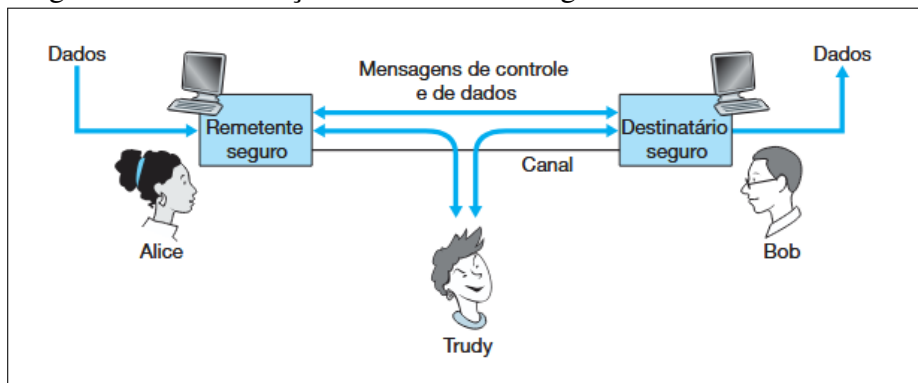 Dados
Dados
Mensagens de controle
e de dados
Remetente
seguro
Destinatário
seguro
Canal
Alice
Bob
Trudy